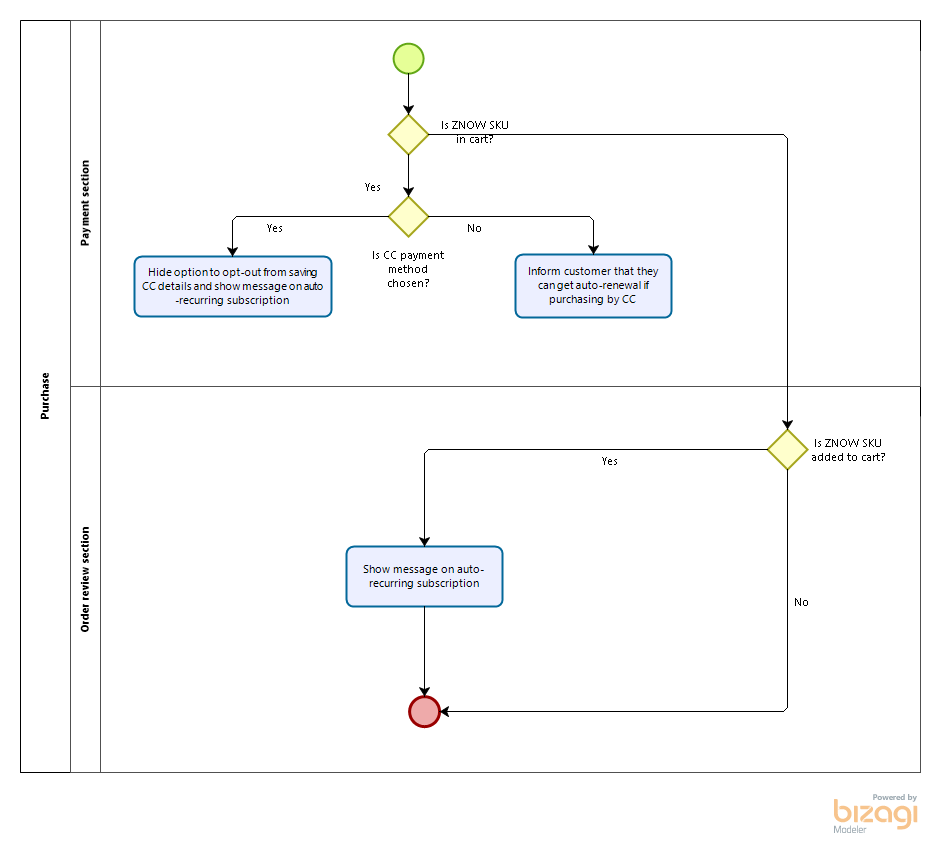 Purchase
Payment section
Is ZNOW SKU
in cart?
Yes
Yes
No
Is CC payment
method
chosen?
Hide option to opt-out from saving
CC details and show message on auto
-recurring subscription
Inform customer that they
can get auto-renewal if
purchasing by CC
Order review section
Is ZNOW SKU
added to cart?
Yes
Show message on auto-
recurring subscription
No
Powered by
bizagi
Modeler